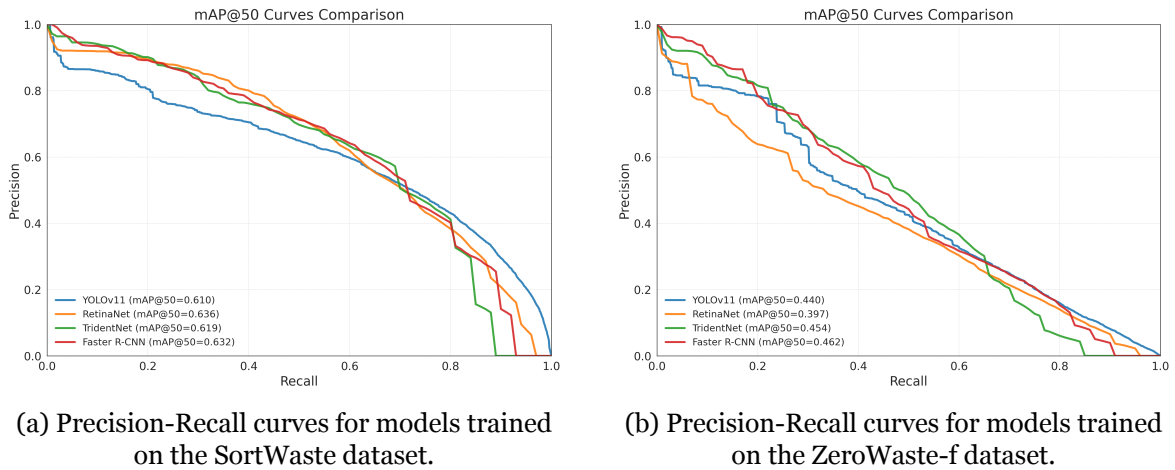 mAP@50 Curves Comparison
1.0
0.8
0.6
0.4
0.2
0.0
Precision
YOLOv11 (mAP@50=0.610)
RetinaNet (mAP@50=0.636)
TridentNet (mAP@50=0.619)
Faster R-CNN (mAP@50=0.632)
0.0 0.2 0.4 0.6 0.8 1.0
Recall
(a) Precision-Recall curves for models trained
on the SortWaste dataset.
mAP@50 Curves Comparison
1.0
0.8
0.6
0.4
0.2
0.0
Precision
YOLOv11 (mAP@50=0.440)
RetinaNet (mAP@50=0.397)
TridentNet (mAP@50=0.454)
Faster R-CNN (mAP@50=0.462)
0.0 0.2 0.4 0.6 0.8 1.0
Recall
(b) Precision-Recall curves for models trained
on the ZeroWaste-f dataset.